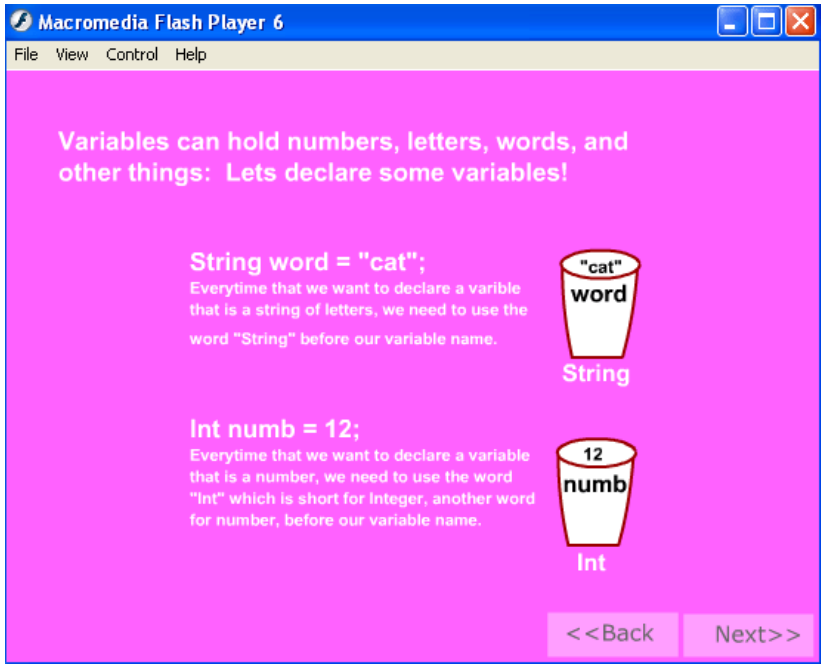 Macromedia Flash Player 6
File View Control Help
Variables can hold numbers, letters, words, and
other things: Lets declare some variables!
String word = "cat";
Everytime that we want to declare a varible
that is a string of letters, we need to use the
word "String" before our variable name.
"cat"
word
String
Int numb = 12;
Everytime that we want to declare a variable
that is a number, we need to use the word
"Int" which is short for Integer, another word
for number, before our variable name.
12
numb
Int
<<Back
Next>>